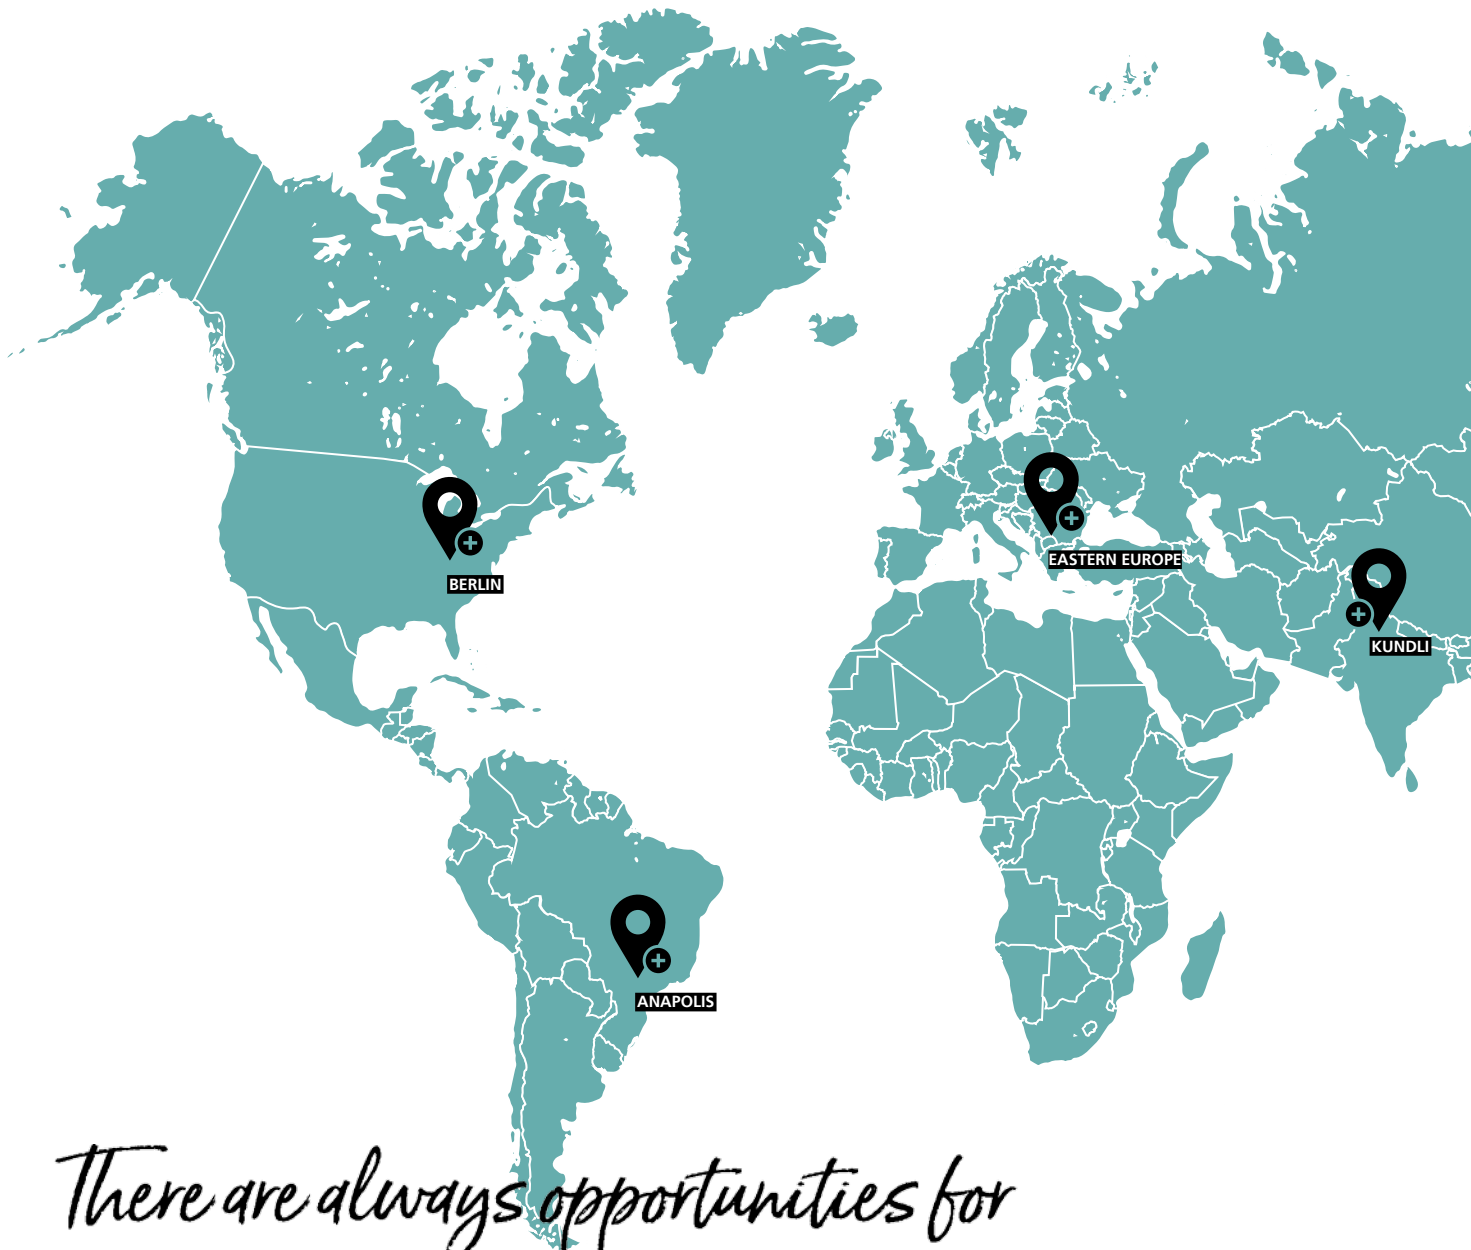 EASTERN EUROPE
BERLIN
KUNDLI
ANAPOLIS
There are always opportunities for